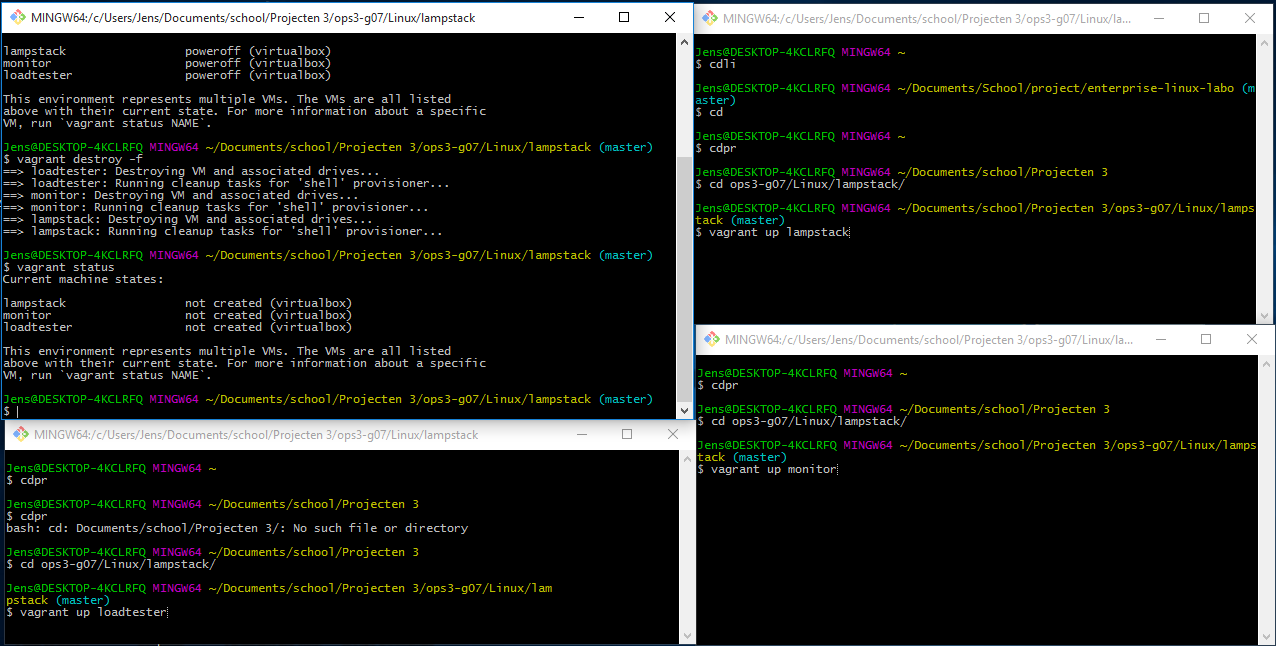 MINGW64:/c/Users/Jens/Documents/school/Projecten 3/ops3-g07/Linux/lampstack
lampstack                 poweroff (virtualbox)
monitor                   poweroff (virtualbox)
loadtester                poweroff (virtualbox)
This environment represents multiple VMs. The VMs are all listed
above with their current state. For more information about a specific
VM, run `vagrant status NAME`.
Jens@DESKTOP-4KCLRFQ MINGW64 ~/Documents/school/Projecten 3/ops3-g07/Linux/lampstack (master)
$ vagrant destroy -f
==> loadtester: Destroying VM and associated drives...
==> loadtester: Running cleanup tasks for 'shell' provisioner...
==> monitor: Destroying VM and associated drives...
==> monitor: Running cleanup tasks for 'shell' provisioner...
==> lampstack: Destroying VM and associated drives...
==> lampstack: Running cleanup tasks for 'shell' provisioner...
Jens@DESKTOP-4KCLRFQ MINGW64 ~/Documents/school/Projecten 3/ops3-g07/Linux/lampstack (master)
$ vagrant status
Current machine states:
lampstack                 not created (virtualbox)
monitor                   not created (virtualbox)
loadtester                not created (virtualbox)
This environment represents multiple VMs. The VMs are all listed
above with their current state. For more information about a specific
VM, run `vagrant status NAME`.
Jens@DESKTOP-4KCLRFQ MINGW64 ~/Documents/school/Projecten 3/ops3-g07/Linux/lampstack (master)
$
MINGW64:/c/Users/Jens/Documents/school/Projecten 3/ops3-g07/Linux/la...
Jens@DESKTOP-4KCLRFQ MINGW64 ~
$ cdli
Jens@DESKTOP-4KCLRFQ MINGW64 ~/Documents/School/project/enterprise-linux-labo (m
aster)
$ cd
Jens@DESKTOP-4KCLRFQ MINGW64 ~
$ cdpr
Jens@DESKTOP-4KCLRFQ MINGW64 ~/Documents/school/Projecten 3
$ cd ops3-g07/Linux/lampstack/
Jens@DESKTOP-4KCLRFQ MINGW64 ~/Documents/school/Projecten 3/ops3-g07/Linux/lamps
tack (master)
$ vagrant up lampstack
MINGW64:/c/Users/Jens/Documents/school/Projecten 3/ops3-g07/Linux/lampstack
Jens@DESKTOP-4KCLRFQ MINGW64 ~
$ cdpr
Jens@DESKTOP-4KCLRFQ MINGW64 ~/Documents/school/Projecten 3
$ cdpr
bash: cd: Documents/school/Projecten 3/: No such file or directory
Jens@DESKTOP-4KCLRFQ MINGW64 ~/Documents/school/Projecten 3
$ cd ops3-g07/Linux/lampstack/
Jens@DESKTOP-4KCLRFQ MINGW64 ~/Documents/school/Projecten 3/ops3-g07/Linux/lam
pstack (master)
$ vagrant up loadtester
MINGW64:/c/Users/Jens/Documents/school/Projecten 3/ops3-g07/Linux/la...
Jens@DESKTOP-4KCLRFQ MINGW64 ~
$ cdpr
Jens@DESKTOP-4KCLRFQ MINGW64 ~/Documents/school/Projecten 3
$ cd ops3-g07/Linux/lampstack/
Jens@DESKTOP-4KCLRFQ MINGW64 ~/Documents/school/Projecten 3/ops3-g07/Linux/lamps
tack (master)
$ vagrant up monitor